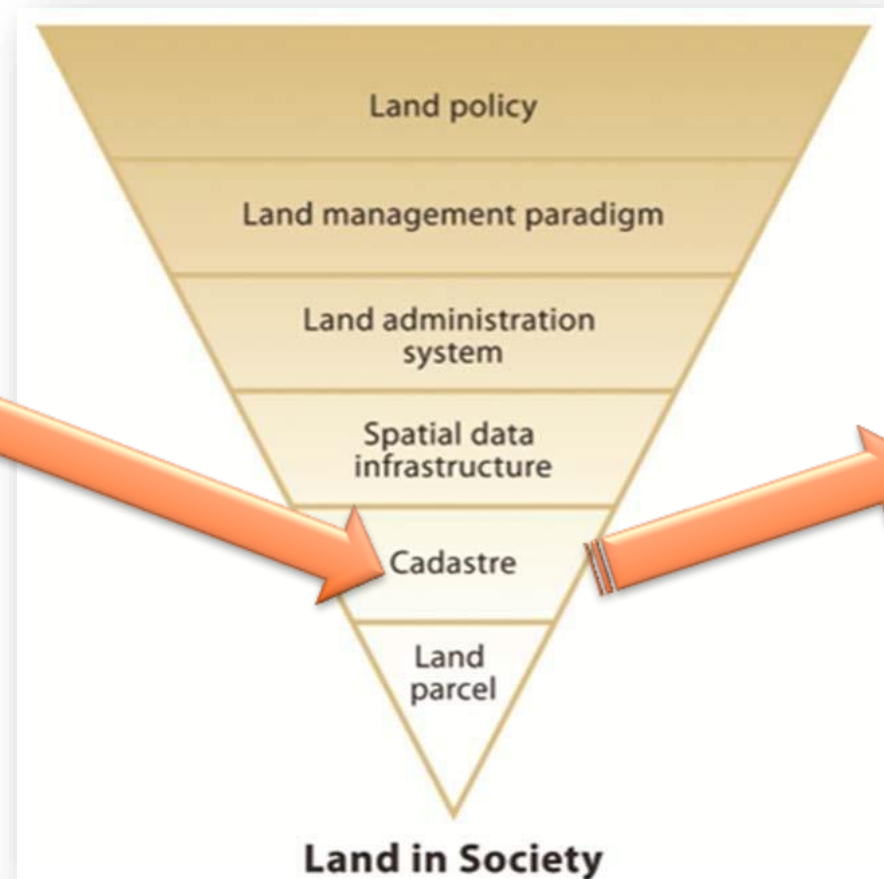 Land policy
Land management paradigm
Land administration
system
Spatial data
infrastructure
Cadastre
Land
parcel
Land in Society